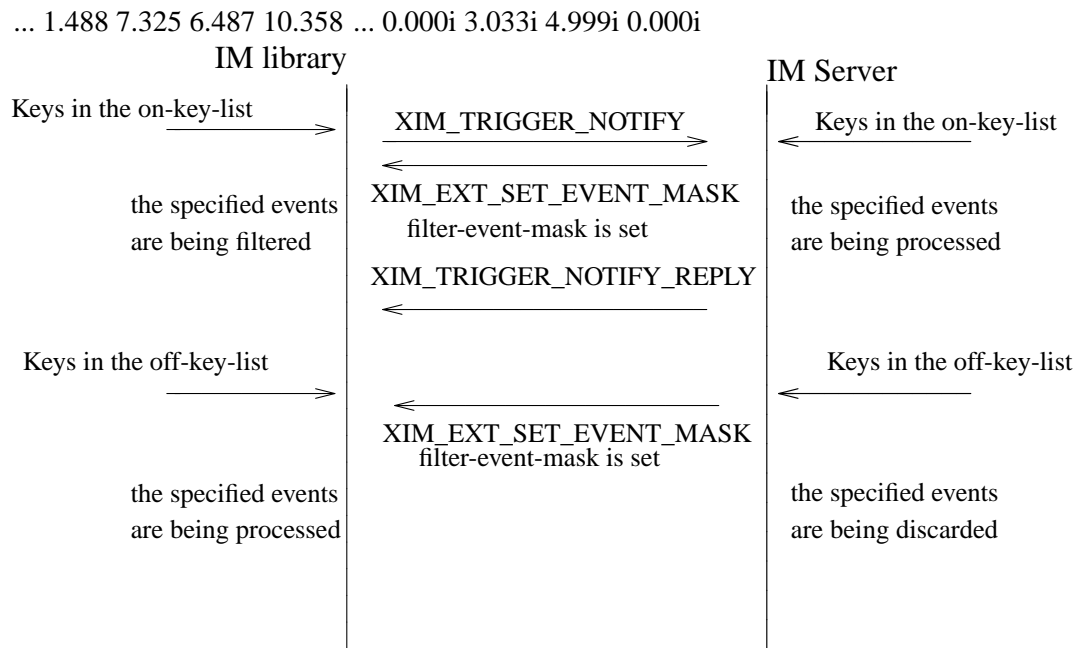 ... 1.488 7.325 6.487 10.358 ... 0.000i 3.033i 4.999i 0.000i
IM library
IM Server
Keys in the on-key-list
XIM_TRIGGER_NOTIFY
Keys in the on-key-list
XIM_EXT_SET_EVENT_MASK
filter-event-mask is set
the specified events
are being filtered
the specified events
are being processed
XIM_TRIGGER_NOTIFY_REPLY
Keys in the off-key-list
Keys in the off-key-list
XIM_EXT_SET_EVENT_MASK
filter-event-mask is set
the specified events
are being processed
the specified events
are being discarded